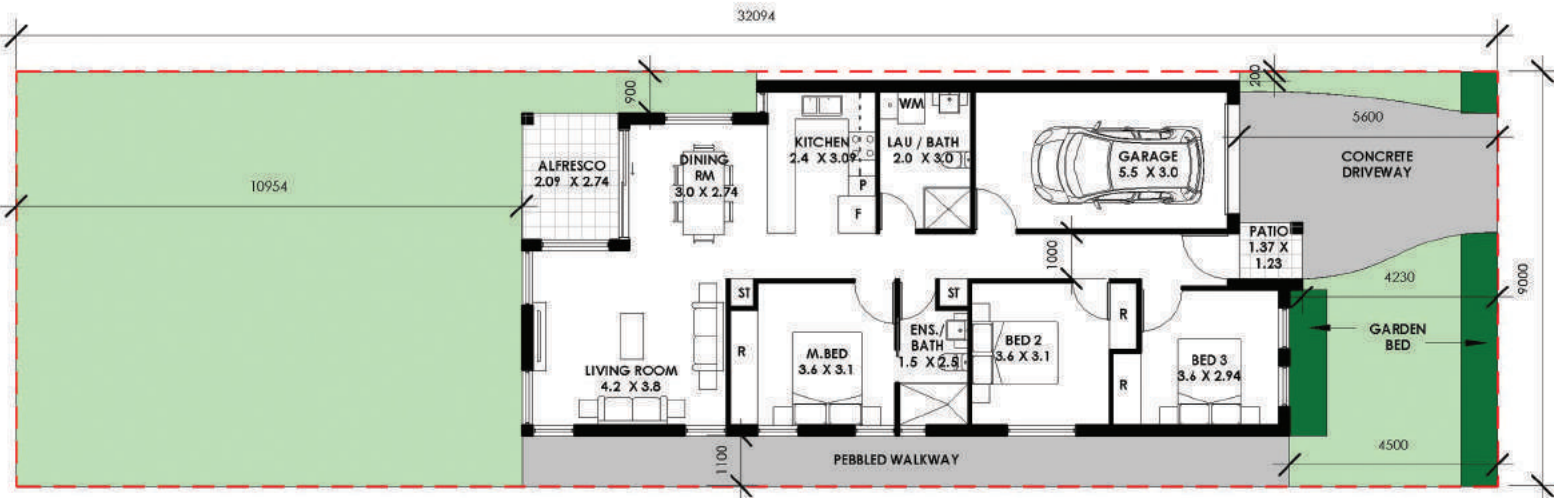 32094
900
200
5600
WM
KITCHEN
2.4 X 3.09
LAU / BATH
2.0 X 3.0
GARAGE
5.5 X 3.0
CONCRETE
DRIVEWAY
ALFRESCO
2.09 X 2.74
DINING
RM
3.0 X 2.74
P
F
10954
PATIO
1.37 X
1.23
1000
4230
9000
ST
ST
R
M.BED
3.6 X 3.1
ENS./
BATH
1.5 X 2.5
BED 2
3.6 X 3.1
R
R
BED 3
3.6 X 2.94
GARDEN
BED
LIVING ROOM
4.2 X 3.8
1100
PEBBLED WALKWAY
4500